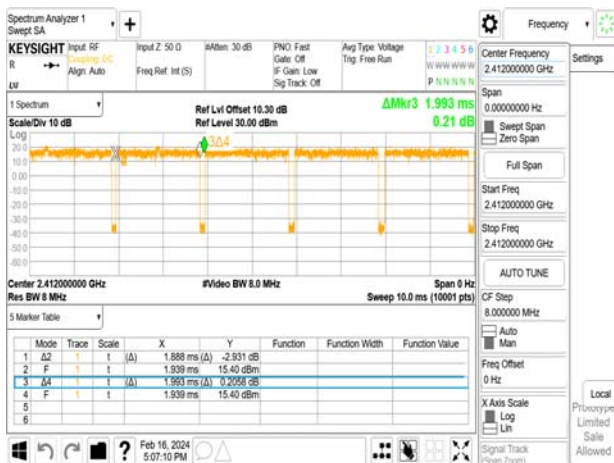 Spectrum Analyzer 1
Swept SA
+
Frequency
KEYSIGHT
R
LXI
Input: RF
Coupling: DC
Align: Auto
Input Z: 50 Ω
Freq Ref: Int (S)
#Atten: 30 dB
PNO: Fast
Gate: Off
IF Gain: Low
Sig Track: Off
Avg Type: Voltage
Trig: Free Run
1 2 3 4 5 6
W W W W W W
P N N N N N
Center Frequency
2.412000000 GHz
Settings
Span
0.00000000 Hz
Swept Span
Zero Span
Full Span
Start Freq
2.412000000 GHz
Stop Freq
2.412000000 GHz
AUTO TUNE
CF Step
8.000000 MHz
Auto
Man
Freq Offset
0 Hz
X Axis Scale
Log
Lin
Signal Track
(Span Zoom)
Local
Prototype
Limited
Sale
Allowed
1 Spectrum
Scale/Div 10 dB
Ref Lvl Offset 10.30 dB
Ref Level 30.00 dBm
ΔMkr3 1.993 ms
0.21 dB
Log
20.0
10.0
0.00
-10.0
-20.0
-30.0
-40.0
-50.0
-60.0
3Δ4
Center 2.412000000 GHz
Res BW 8 MHz
#Video BW 8.0 MHz
Span 0 Hz
Sweep 10.0 ms (10001 pts)
5 Marker Table
Mode Trace Scale X Y Function Function Width Function Value
1 Δ2 1 t (Δ) 1.888 ms (Δ) -2.931 dB
2 F 1 t 1.939 ms 15.40 dBm
3 Δ4 1 t (Δ) 1.993 ms (Δ) 0.2058 dB
4 F 1 t 1.939 ms 15.40 dBm
5
6
?
Feb 16, 2024
5:07:10 PM